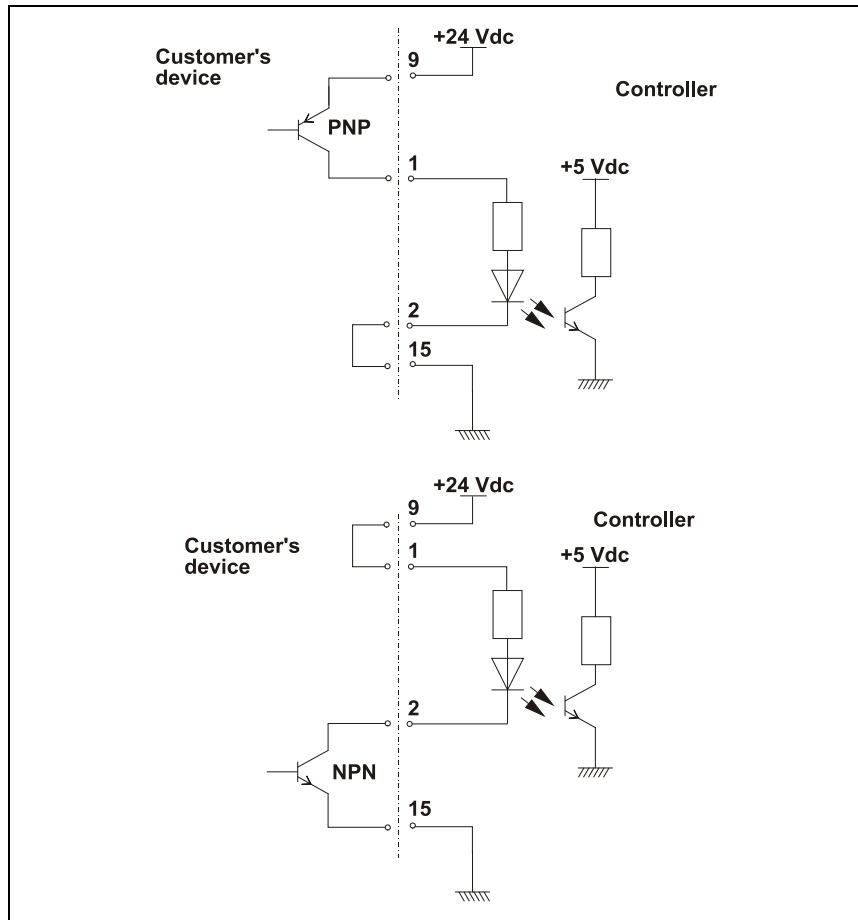 +24 Vdc
Customer's
device
9
Controller
PNP
1
+5 Vdc
2
15
+24 Vdc
9
Controller
Customer's
device
1
+5 Vdc
2
NPN
15